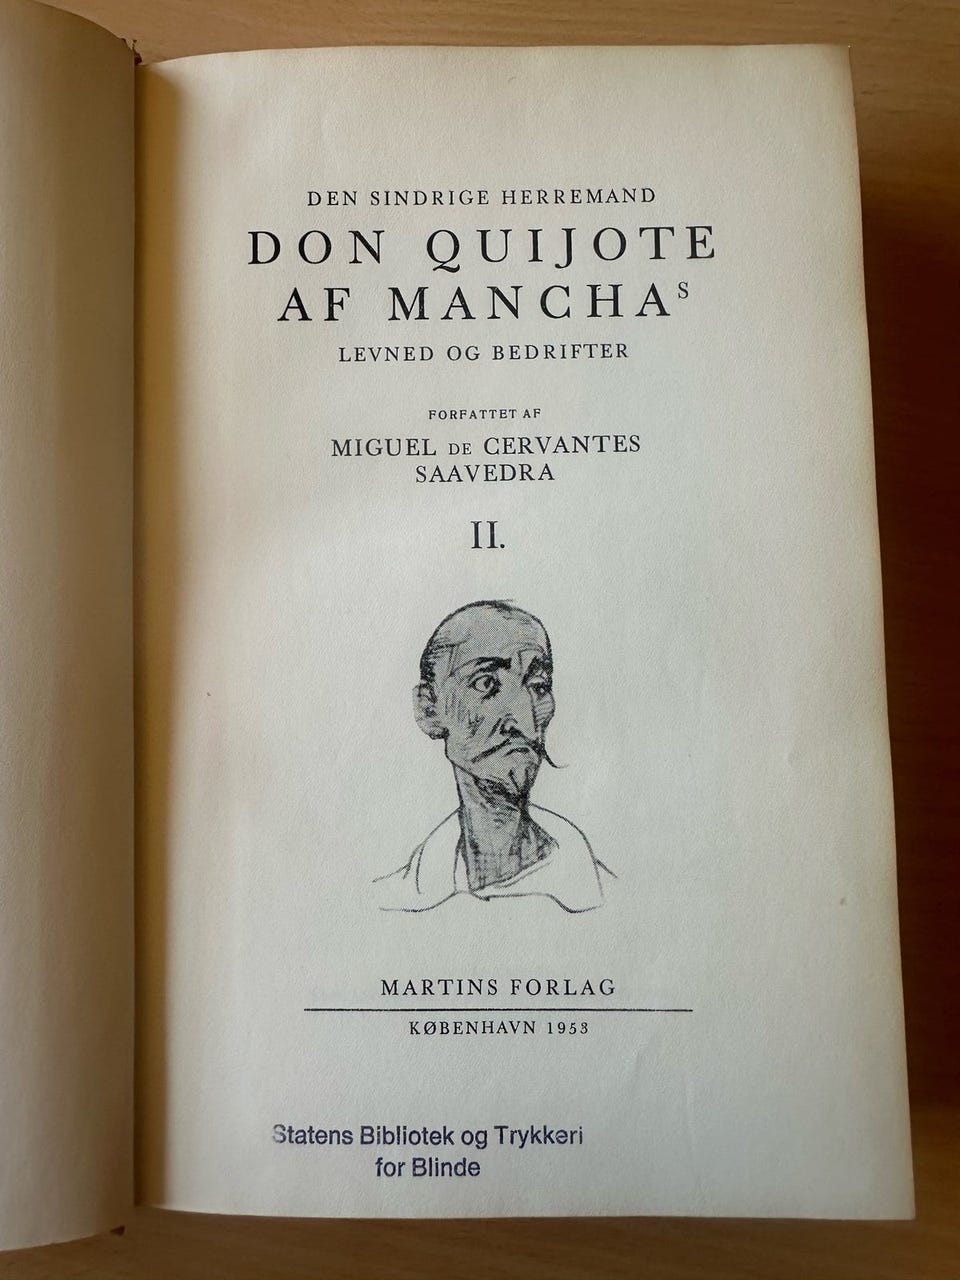 DEN SINDRIGE HERREMAND
DON QUIJOTE
AF MANCHAS
LEVNED OG BEDRIFTER
FORFATTET AF
MIGUEL DE CERVANTES
SAAVEDRA
II.
MARTINS FORLAG
KØBENHAVN 1953
Statens Bibliotek og Trykkeri
for Blinde